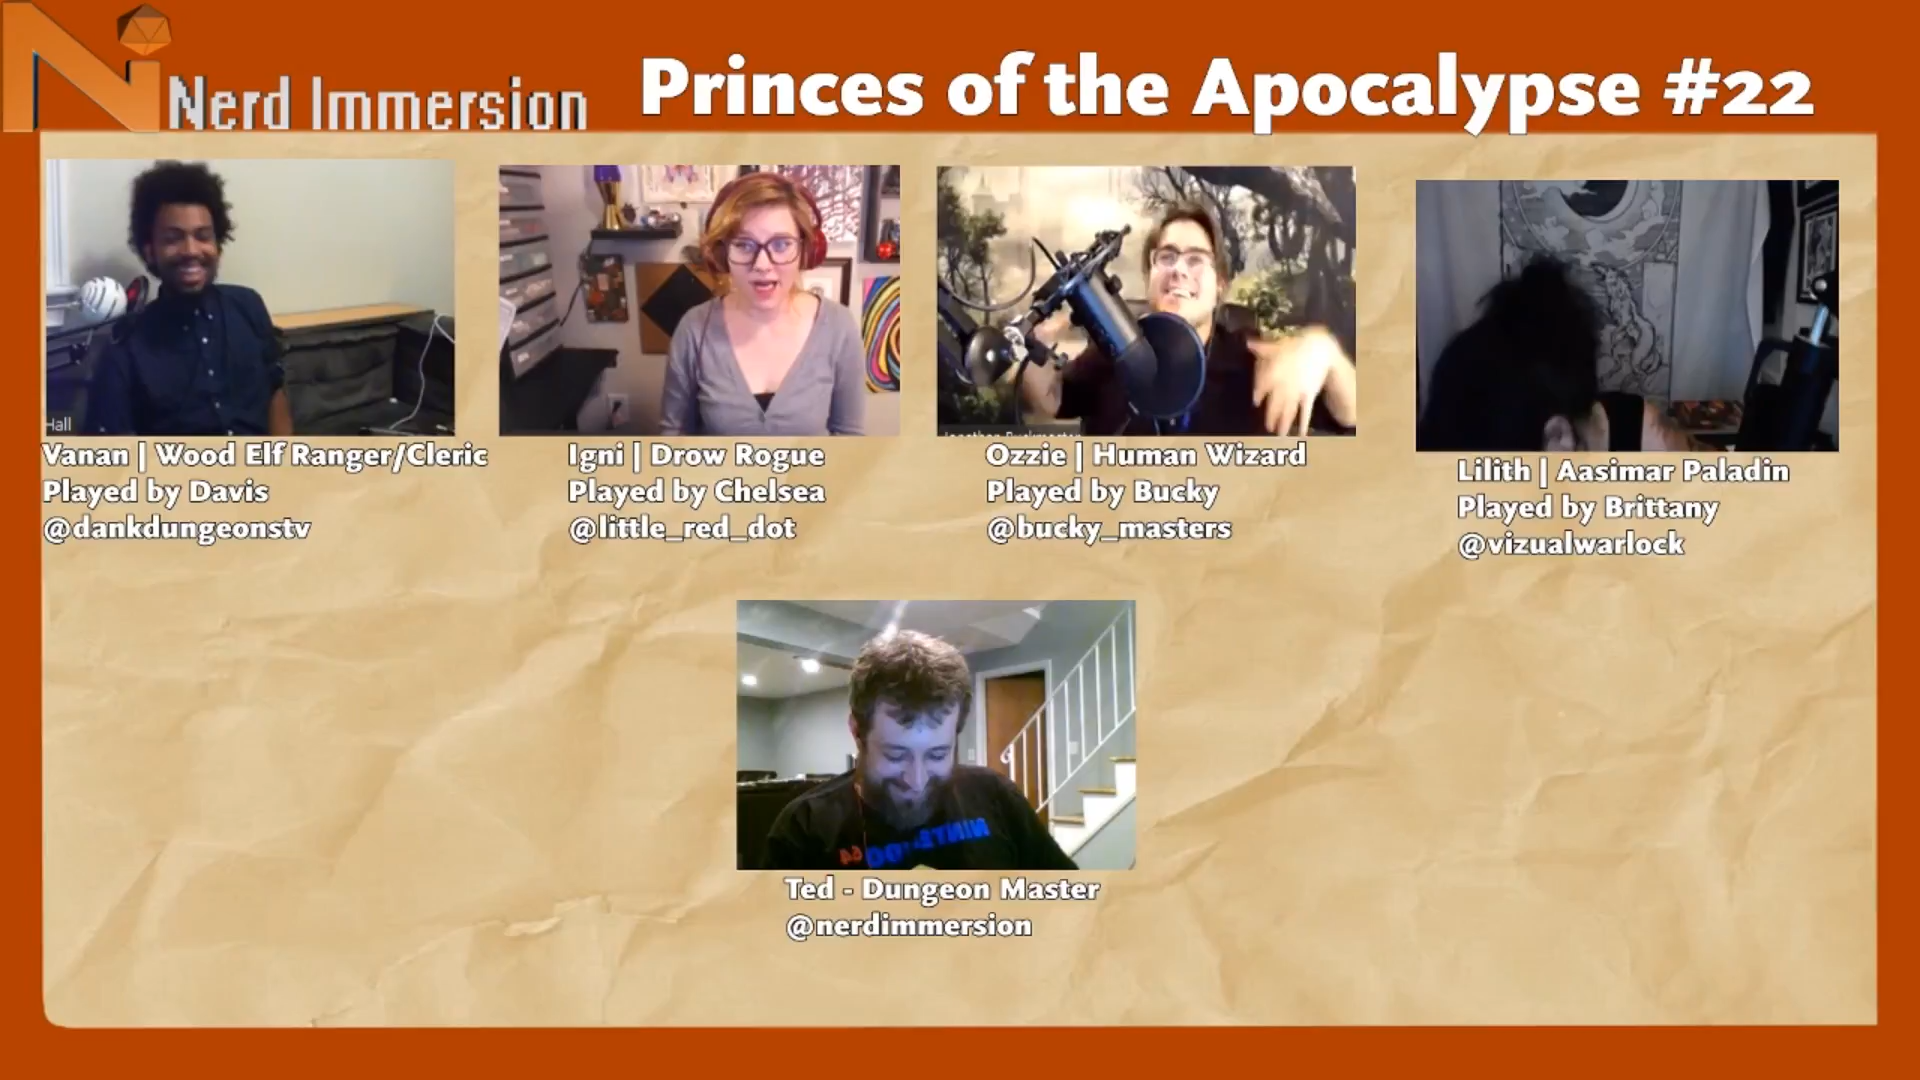 Nerd Immersion
Princes of the Apocalypse #22
Hall
Vanan | Wood Elf Ranger/Cleric
Played by Davis
@dankdungeonstv
Igni | Drow Rogue
Played by Chelsea
@little_red_dot
Ozzie | Human Wizard
Played by Bucky
@bucky_masters
Lilith | Aasimar Paladin
Played by Brittany
@vizualwarlock
64
Ted - Dungeon Master
@nerdimmersion